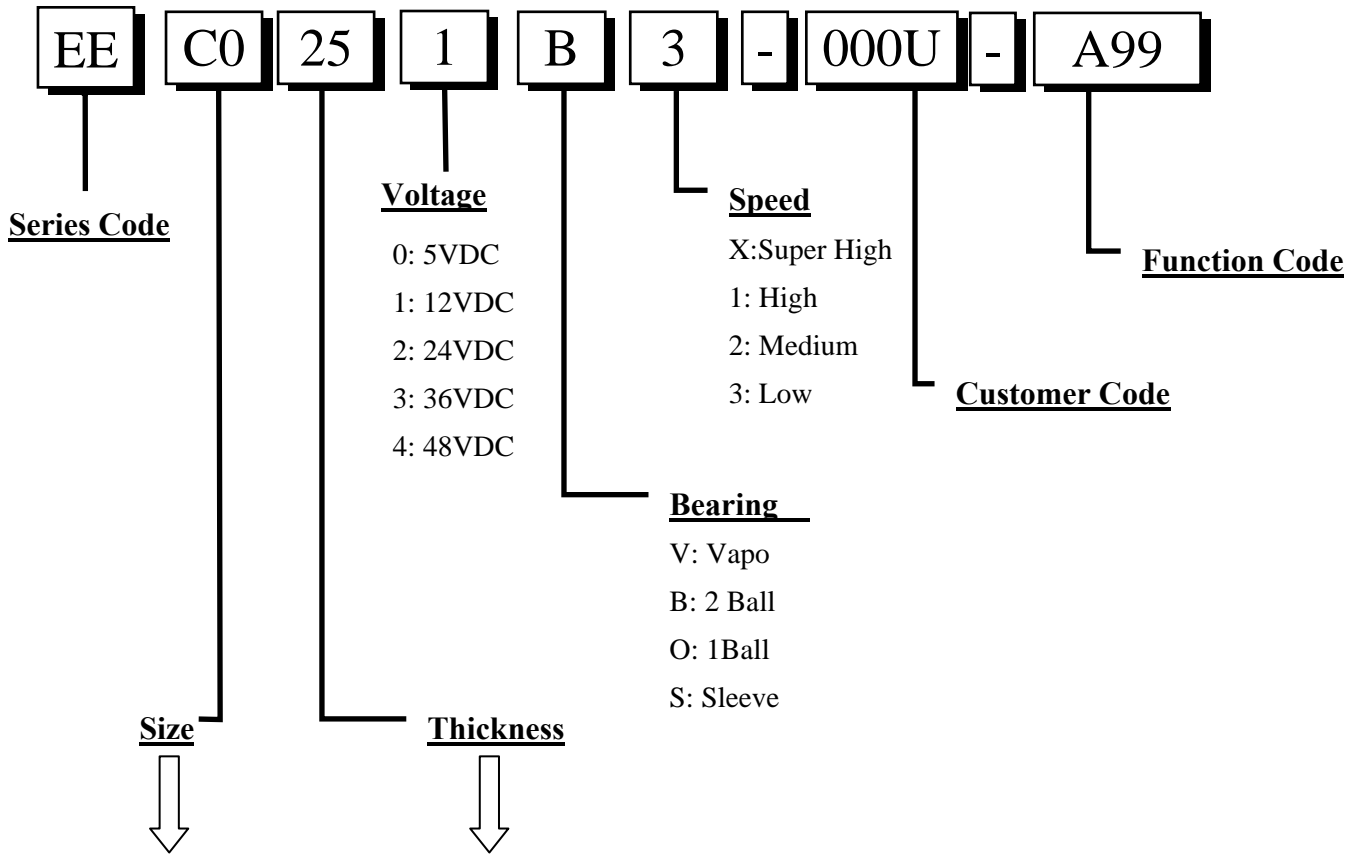 EE C0 25 1 B 3 - 000U - A99
Series Code
Voltage
0: 5VDC
1: 12VDC
2: 24VDC
3: 36VDC
4: 48VDC
Speed
X:Super High
1: High
2: Medium
3: Low
Function Code
Customer Code
Bearing
V: Vapo
B: 2 Ball
O: 1Ball
S: Sleeve
Size
Thickness